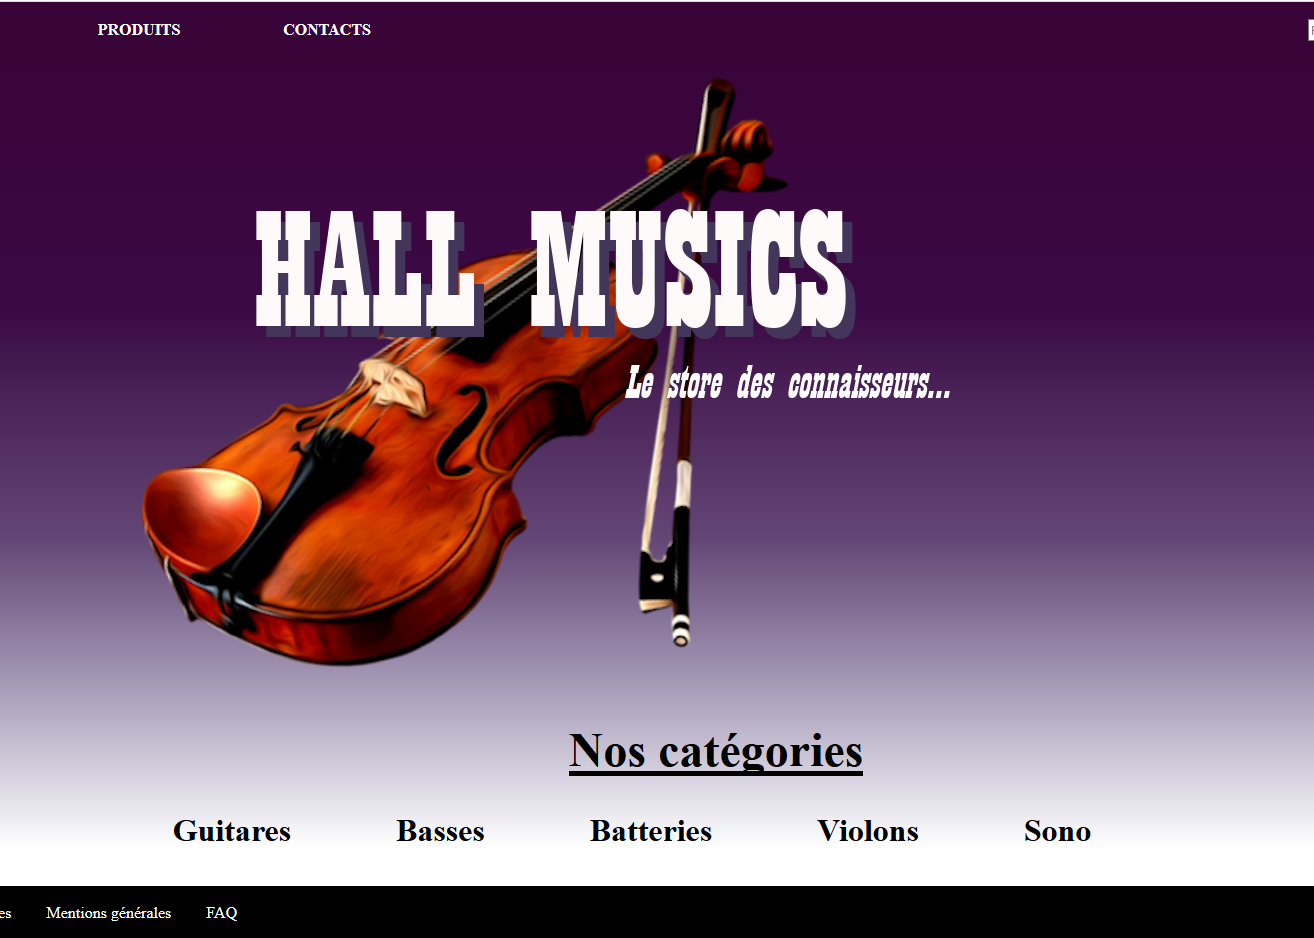 PRODUITS CONTACTS
HALL MUSICS
Le store des connaisseurs...
Nos catégories
Guitares Basses Batteries Violons Sono
es Mentions générales FAQ